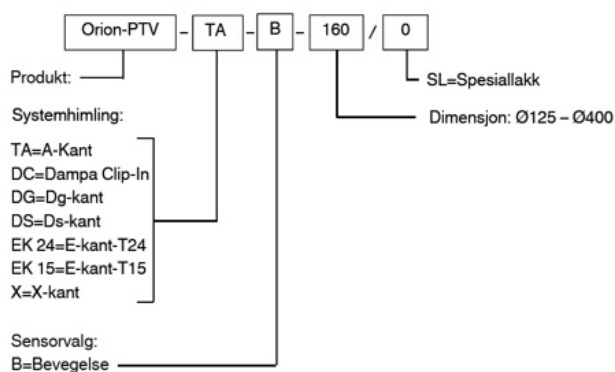 Orion-PTV - TA - B - 160 / 0
Produkt:
SL=Spesiallakk
Systemhimling:
Dimensjon: Ø125 – Ø400
TA=A-Kant
DC=Dampa Clip-In
DG=Dg-kant
DS=Ds-kant
EK 24=E-kant-T24
EK 15=E-kant-T15
X=X-kant
Sensorvalg:
B=Bevegelse